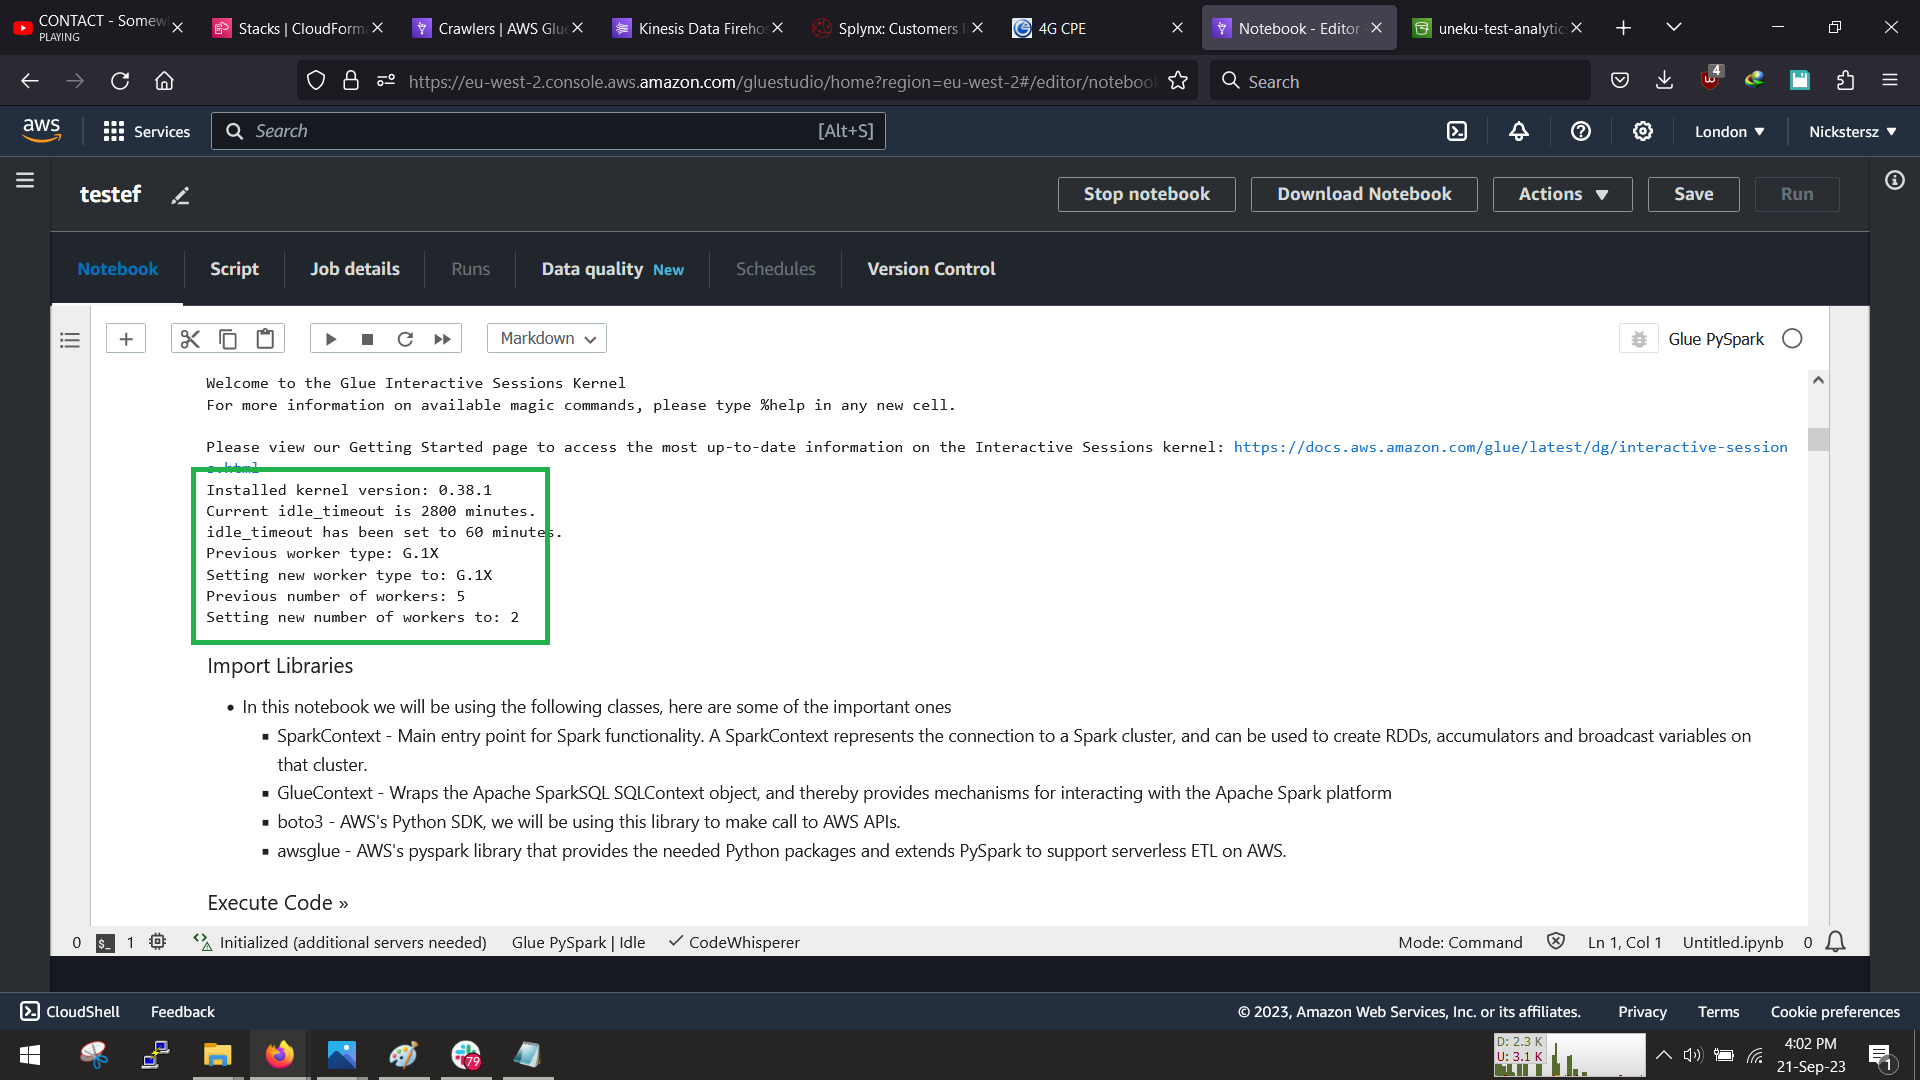 CONTACT - Somew
PLAYING
Stacks | CloudForma
Crawlers | AWS Glue
Kinesis Data Firehos
Splynx: Customers li
4G CPE
Notebook - Editor -
uneku-test-analytics
https://eu-west-2.console.aws.amazon.com/gluestudio/home?region=eu-west-2#/editor/notebook
Search
4
aws
Services
Search
[Alt+S]
London
Nickstersz
testef
Stop notebook
Download Notebook
Actions
Save
Run
Notebook
Script
Job details
Runs
Data quality New
Schedules
Version Control
Markdown
Glue PySpark
Welcome to the Glue Interactive Sessions Kernel
For more information on available magic commands, please type %help in any new cell.
Please view our Getting Started page to access the most up-to-date information on the Interactive Sessions kernel: https://docs.aws.amazon.com/glue/latest/dg/interactive-session
s.html
Installed kernel version: 0.38.1
Current idle_timeout is 2800 minutes.
idle_timeout has been set to 60 minutes.
Previous worker type: G.1X
Setting new worker type to: G.1X
Previous number of workers: 5
Setting new number of workers to: 2
Import Libraries
• In this notebook we will be using the following classes, here are some of the important ones
▪ SparkContext - Main entry point for Spark functionality. A SparkContext represents the connection to a Spark cluster, and can be used to create RDDs, accumulators and broadcast variables on
that cluster.
▪ GlueContext - Wraps the Apache SparkSQL SQLContext object, and thereby provides mechanisms for interacting with the Apache Spark platform
▪ boto3 - AWS's Python SDK, we will be using this library to make call to AWS APIs.
▪ awsglue - AWS's pyspark library that provides the needed Python packages and extends PySpark to support serverless ETL on AWS.
Execute Code »
0 $_ 1 Initialized (additional servers needed) Glue PySpark | Idle CodeWhisperer
Mode: Command Ln 1, Col 1 Untitled.ipynb 0
CloudShell Feedback
© 2023, Amazon Web Services, Inc. or its affiliates. Privacy Terms Cookie preferences
79
D: 2.3 K
U: 3.1 K
4:02 PM
21-Sep-23
1